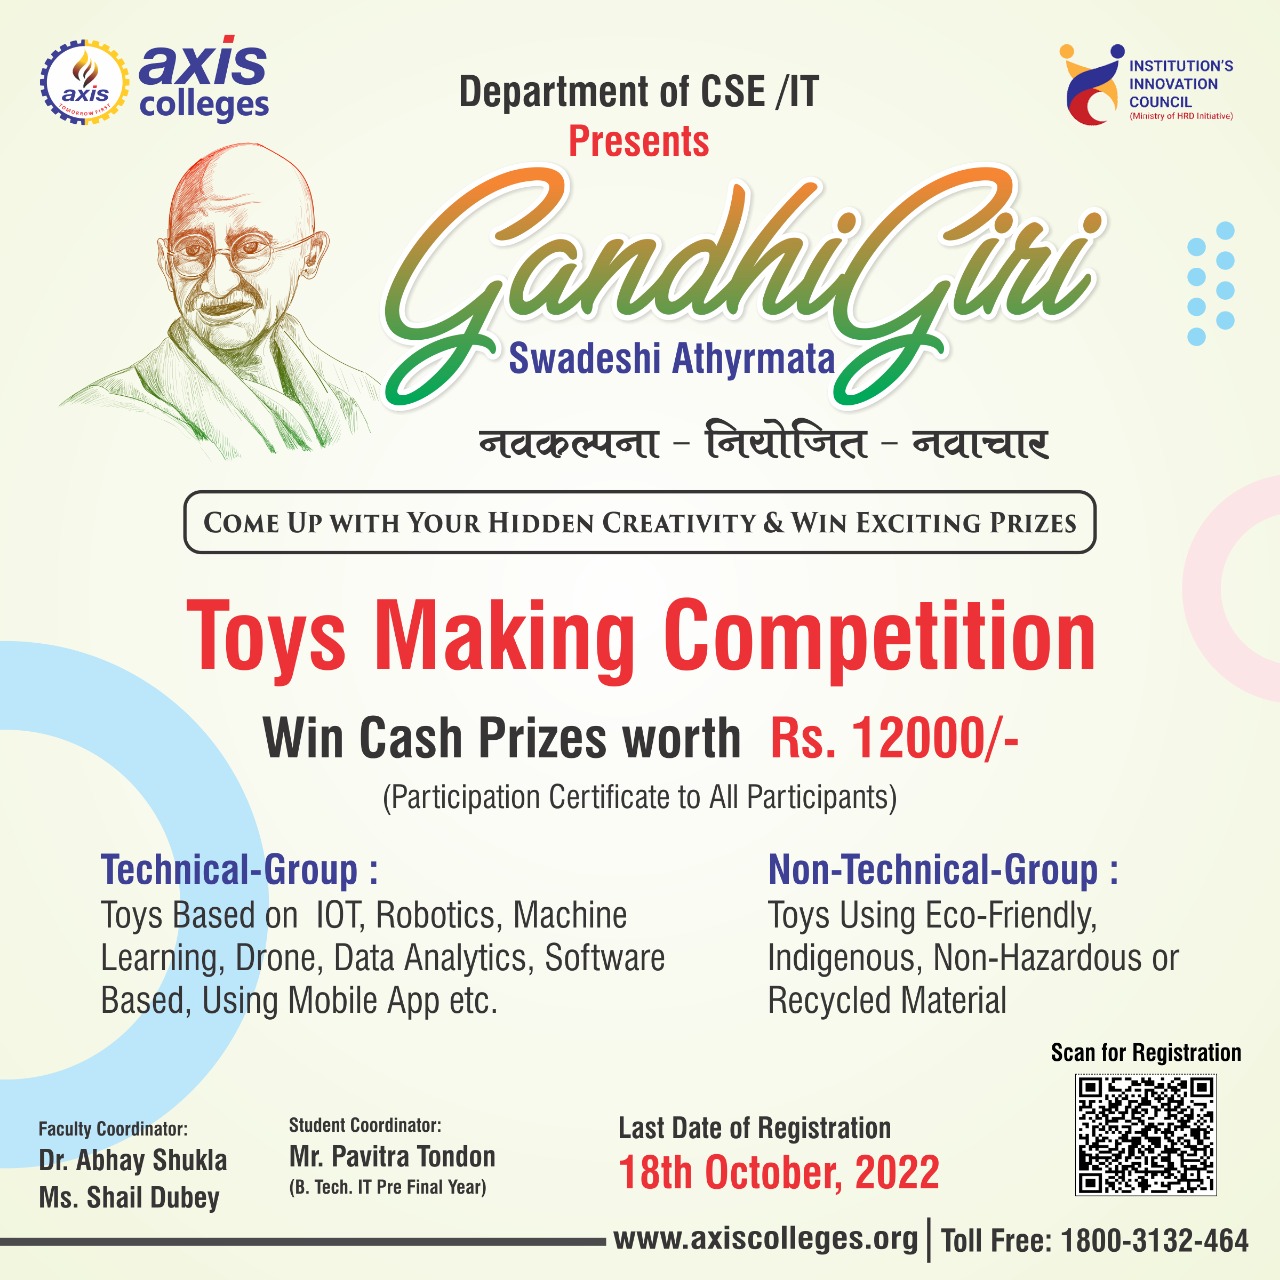 axis
TOMORROW FIRST
axis
colleges
Department of CSE /IT
Presents
INSTITUTION'S
INNOVATION
COUNCIL
(Ministry of HRD Initiative)
GandhiGiri
Swadeshi Athyrmata
नवकल्पना - नियोजित - नवाचार
COME UP WITH YOUR HIDDEN CREATIVITY & WIN EXCITING PRIZES
Toys Making Competition
Win Cash Prizes worth Rs. 12000/-
(Participation Certificate to All Participants)
Technical-Group :
Toys Based on IOT, Robotics, Machine
Learning, Drone, Data Analytics, Software
Based, Using Mobile App etc.
Non-Technical-Group :
Toys Using Eco-Friendly,
Indigenous, Non-Hazardous or
Recycled Material
Scan for Registration
Faculty Coordinator:
Dr. Abhay Shukla
Ms. Shail Dubey
Student Coordinator:
Mr. Pavitra Tondon
(B. Tech. IT Pre Final Year)
Last Date of Registration
18th October, 2022
www.axiscolleges.org | Toll Free: 1800-3132-464